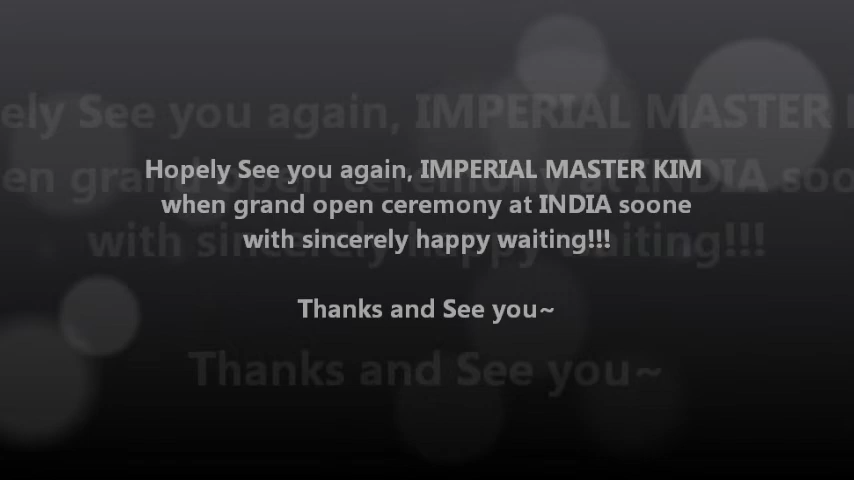 Hopely See you again, IMPERIAL MASTER KIM
when grand open ceremony at INDIA soone
with sincerely happy waiting!!!
Thanks and See you~